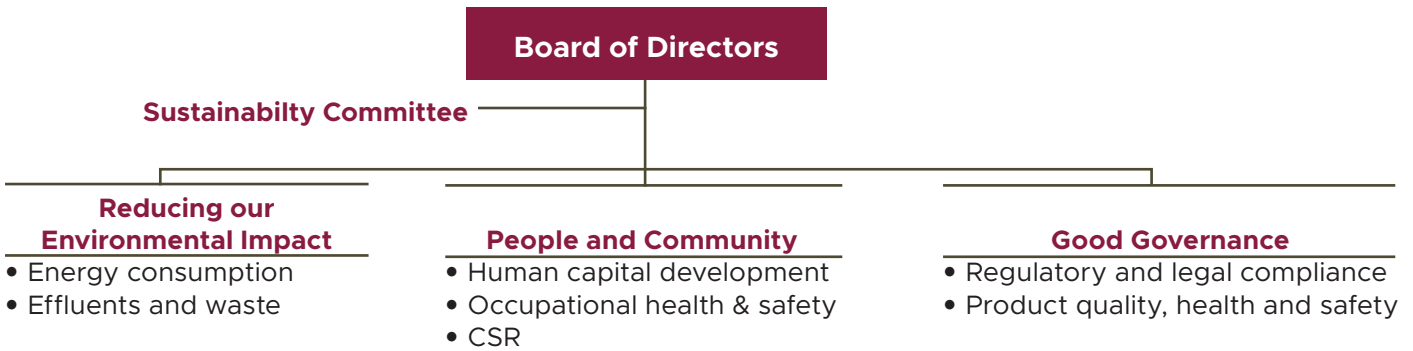 Board of Directors
Sustainabilty Committee
Reducing our
Environmental Impact
• Energy consumption
• Effluents and waste
People and Community
• Human capital development
• Occupational health & safety
• CSR
Good Governance
• Regulatory and legal compliance
• Product quality, health and safety